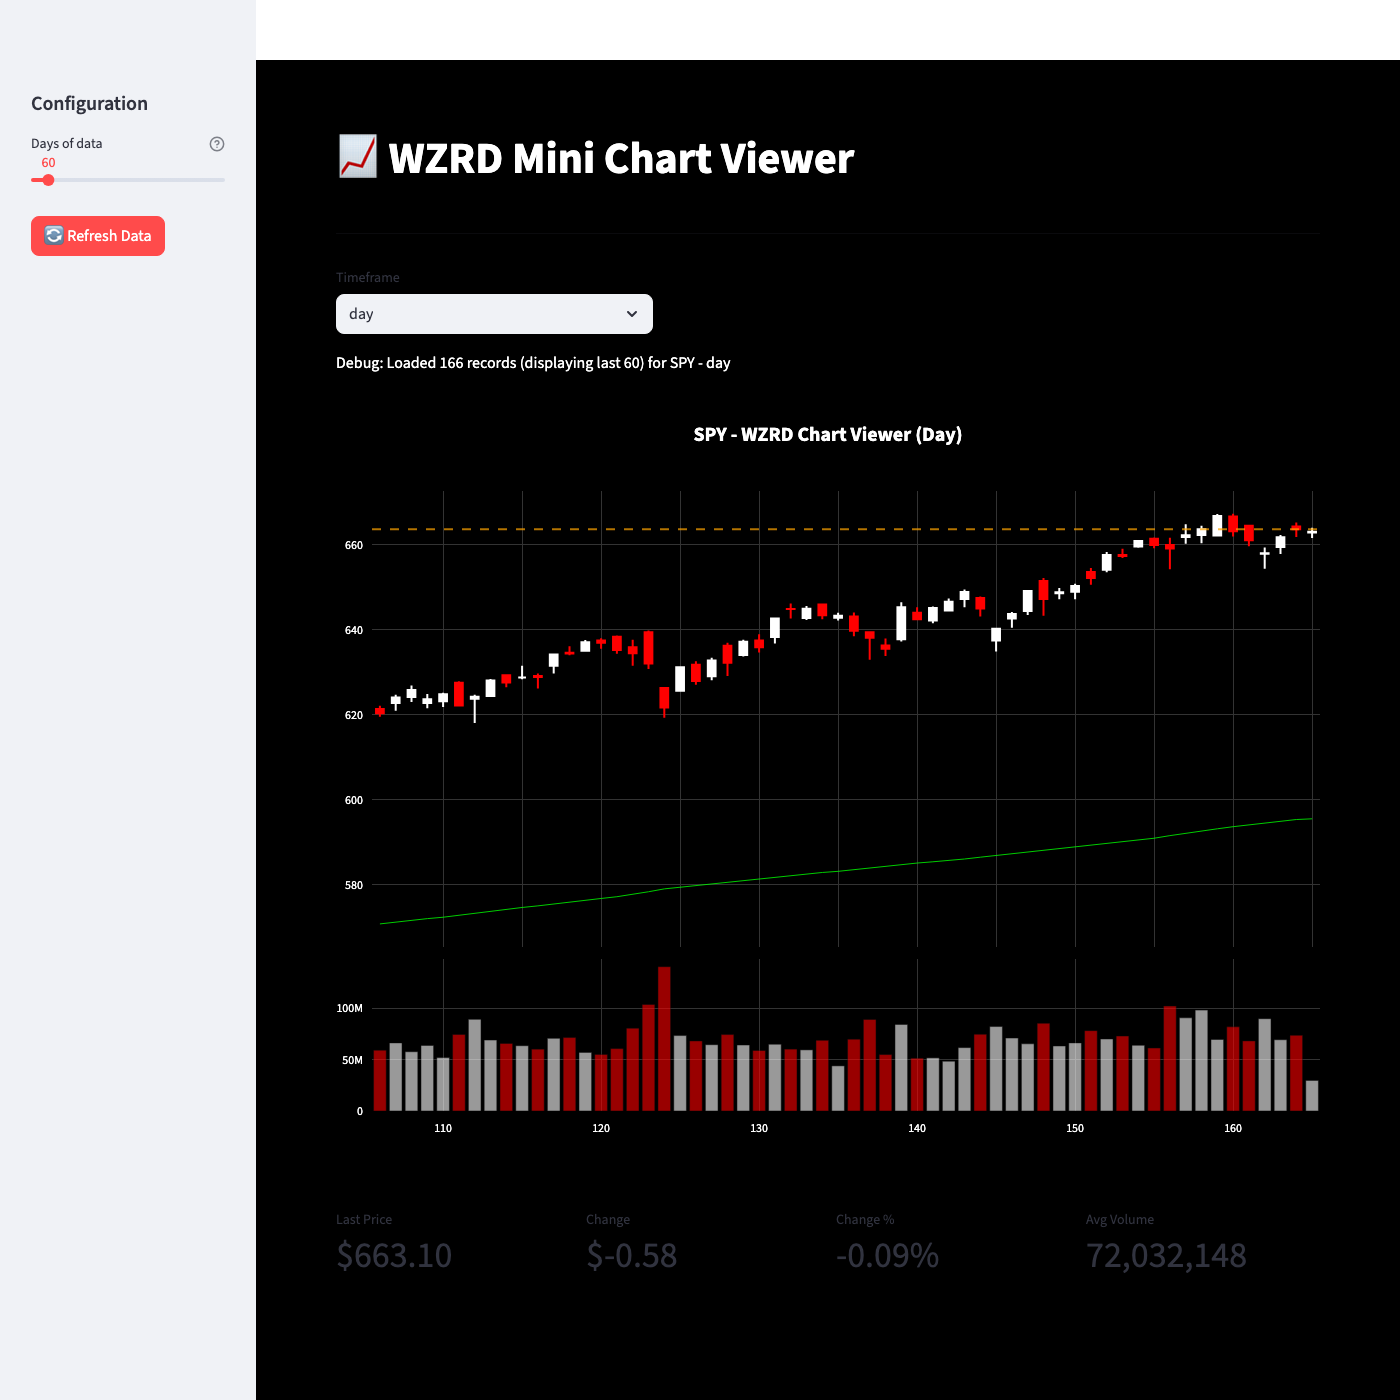 Configuration
Days of data
60
Refresh Data
WZRD Mini Chart Viewer
Timeframe
day
Debug: Loaded 166 records (displaying last 60) for SPY - day
SPY - WZRD Chart Viewer (Day)
660
640
620
600
580
100M
50M
0
110 120 130 140 150 160
Last Price Change Change % Avg Volume
$663.10 $-0.58 -0.09% 72,032,148